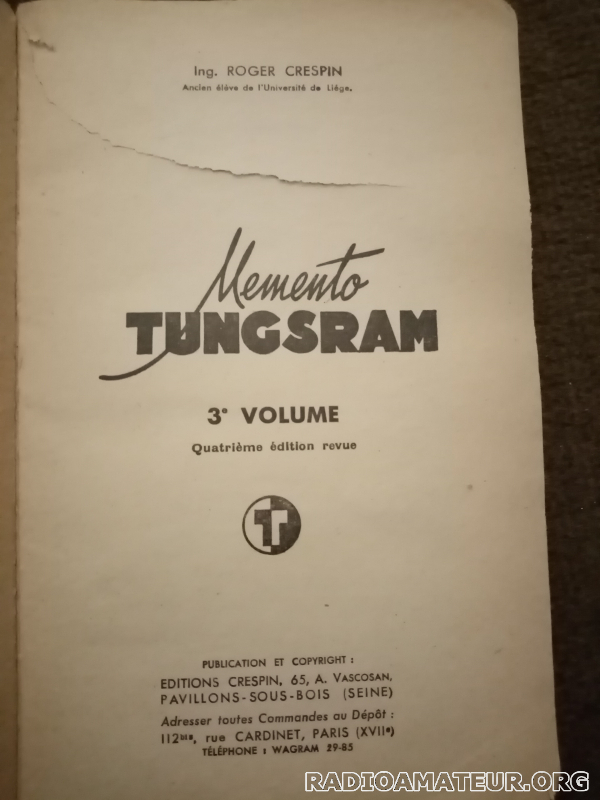 Ing. ROGER CRESPIN
Ancien élève de l'Université de Liége.
Memento
TUNGSRAM
3e VOLUME
Quatrième édition revue
T
PUBLICATION ET COPYRIGHT :
EDITIONS CRESPIN, 65, A. VASCOSAN,
PAVILLONS-SOUS-BOIS (SEINE)
Adresser toutes Commandes au Dépôt :
112bis, rue CARDINET, PARIS (XVIIe)
TÉLÉPHONE : WAGRAM 29-85
RADIOAMATEUR.ORG